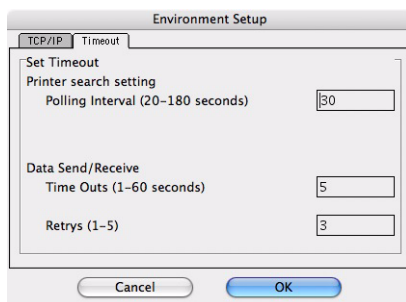 Environment Setup
TCP/IP Timeout
Set Timeout
Printer search setting
Polling Interval (20-180 seconds) 30
Data Send/Receive
Time Outs (1-60 seconds) 5
Retrys (1-5) 3
Cancel OK